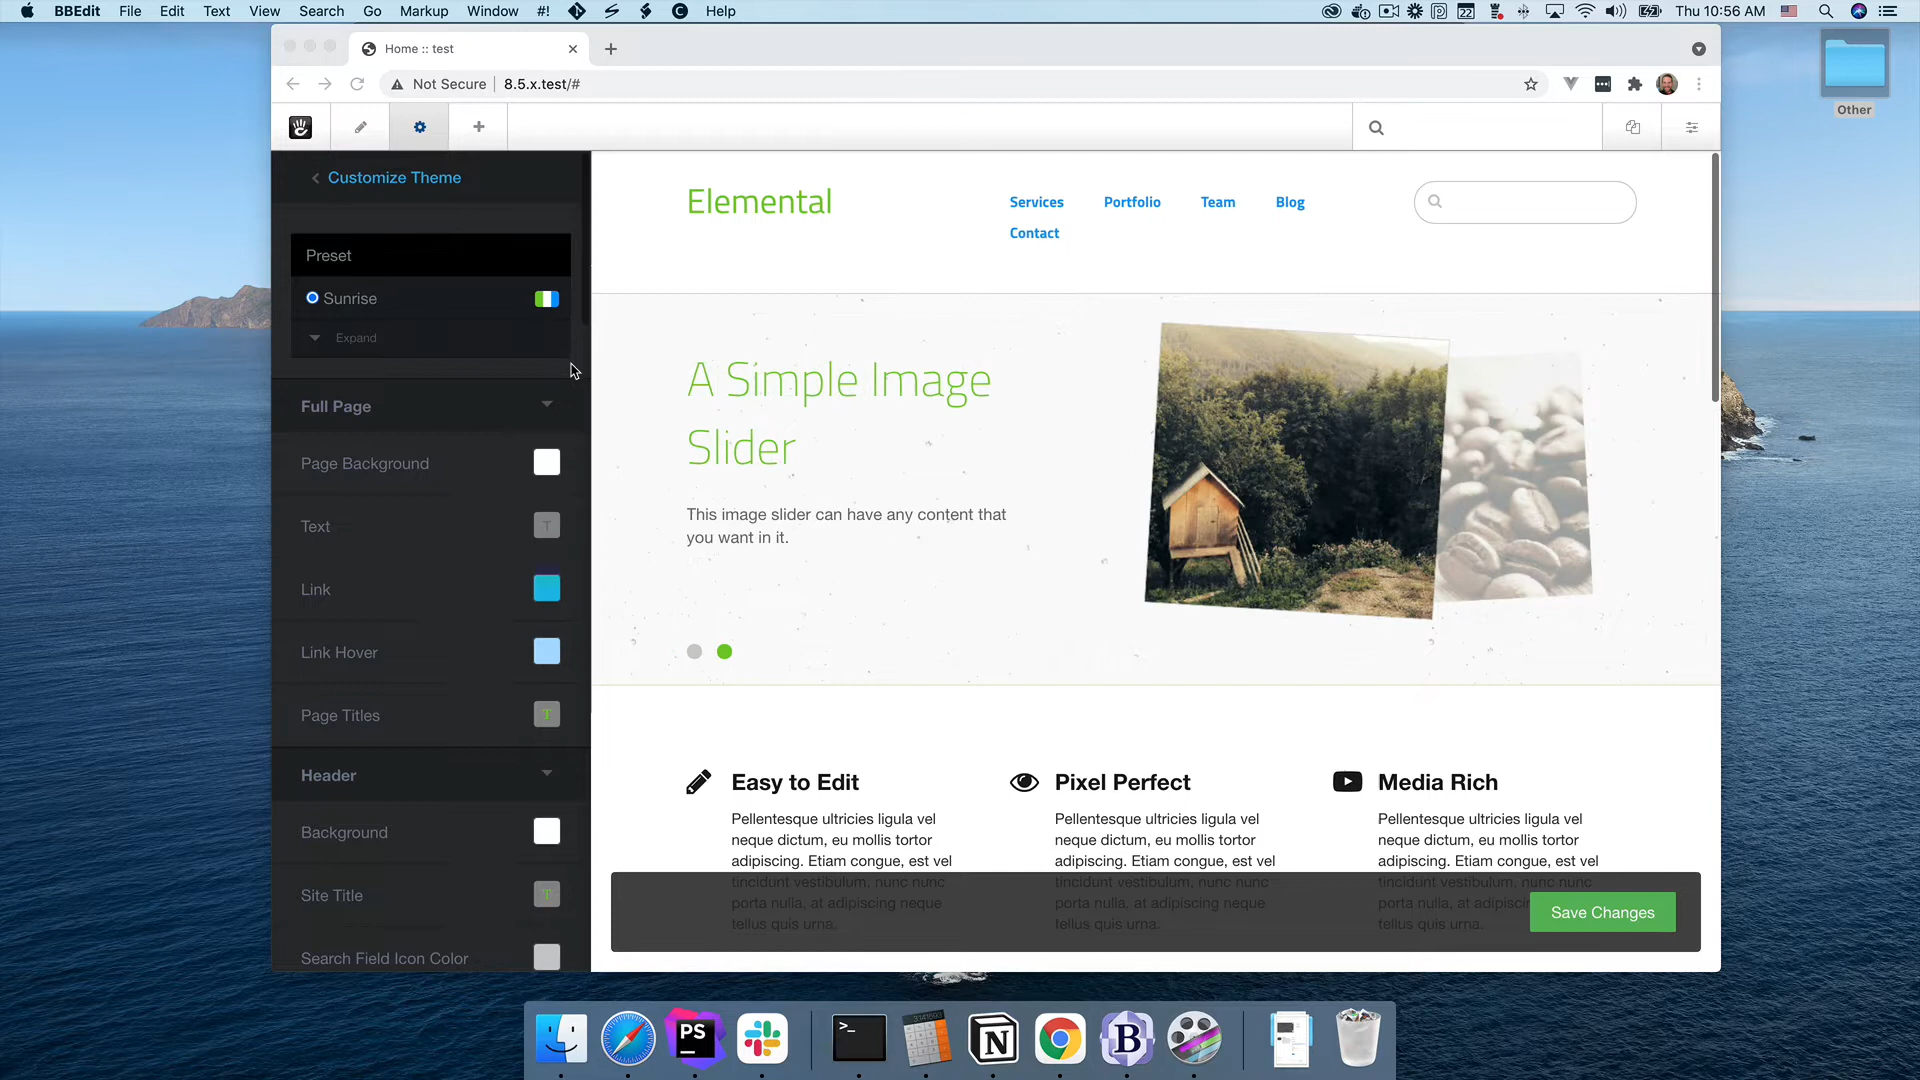 BBEdit File Edit Text View Search Go Markup Window #! Help
22 Thu 10:56 AM
Home :: test
Not Secure 8.5.x.test/#
Other
Customize Theme
Preset
Sunrise
Expand
Full Page
Page Background
Text
T
Link
Link Hover
Page Titles
T
Header
Background
Site Title
T
Search Field Icon Color
Elemental
Services Portfolio Team Blog
Contact
A Simple Image
Slider
This image slider can have any content that
you want in it.
Easy to Edit
Pellentesque ultricies ligula vel
neque dictum, eu mollis tortor
adipiscing. Etiam congue, est vel
tincidunt vestibulum, nunc nunc
porta nulla, at adipiscing neque
tellus quis urna.
Pixel Perfect
Pellentesque ultricies ligula vel
neque dictum, eu mollis tortor
adipiscing. Etiam congue, est vel
tincidunt vestibulum, nunc nunc
porta nulla, at adipiscing neque
tellus quis urna.
Media Rich
Pellentesque ultricies ligula vel
neque dictum, eu mollis tortor
adipiscing. Etiam congue, est vel
tincidunt vestibulum, nunc nunc
porta nulla, at adipiscin
tellus quis urna.
Save Changes
PS
>_
N
B